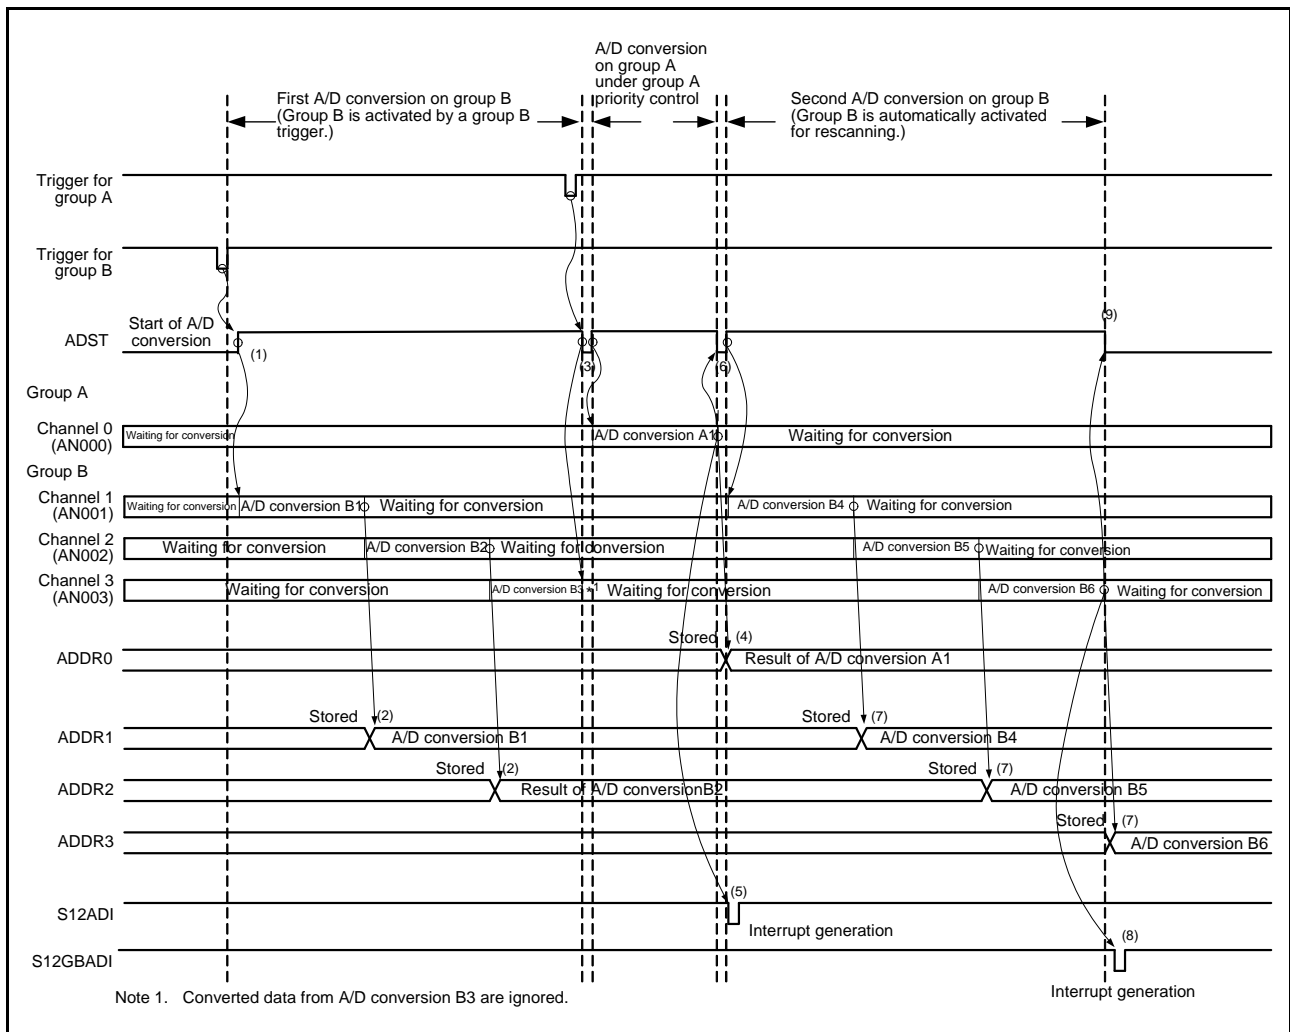 A/D conversion
on group A
under group A
priority control
First A/D conversion on group B
(Group B is activated by a group B
trigger.)
Second A/D conversion on group B
(Group B is automatically activated
for rescanning.)
Trigger for
group A
Trigger for
group B
ADST
Start of A/D
conversion
(1)
(3)
(6)
(9)
Group A
Channel 0
(AN000)
Waiting for conversion
A/D conversion A1
Waiting for conversion
Group B
Channel 1
(AN001)
Waiting for conversion
A/D conversion B1
Waiting for conversion
A/D conversion B4
Waiting for conversion
Channel 2
(AN002)
Waiting for conversion
A/D conversion B2
Waiting for conversion
A/D conversion B5
Waiting for conversion
Channel 3
(AN003)
Waiting for conversion
A/D conversion B3 *1
Waiting for conversion
A/D conversion B6
Waiting for conversion
ADDR0
Stored
(4)
Result of A/D conversion A1
ADDR1
Stored
(2)
A/D conversion B1
Stored
(7)
A/D conversion B4
ADDR2
Stored
(2)
Result of A/D conversionB2
Stored
(7)
A/D conversion B5
ADDR3
Stored
(7)
A/D conversion B6
S12ADI
(5)
Interrupt generation
S12GBADI
(8)
Interrupt generation
Note 1. Converted data from A/D conversion B3 are ignored.